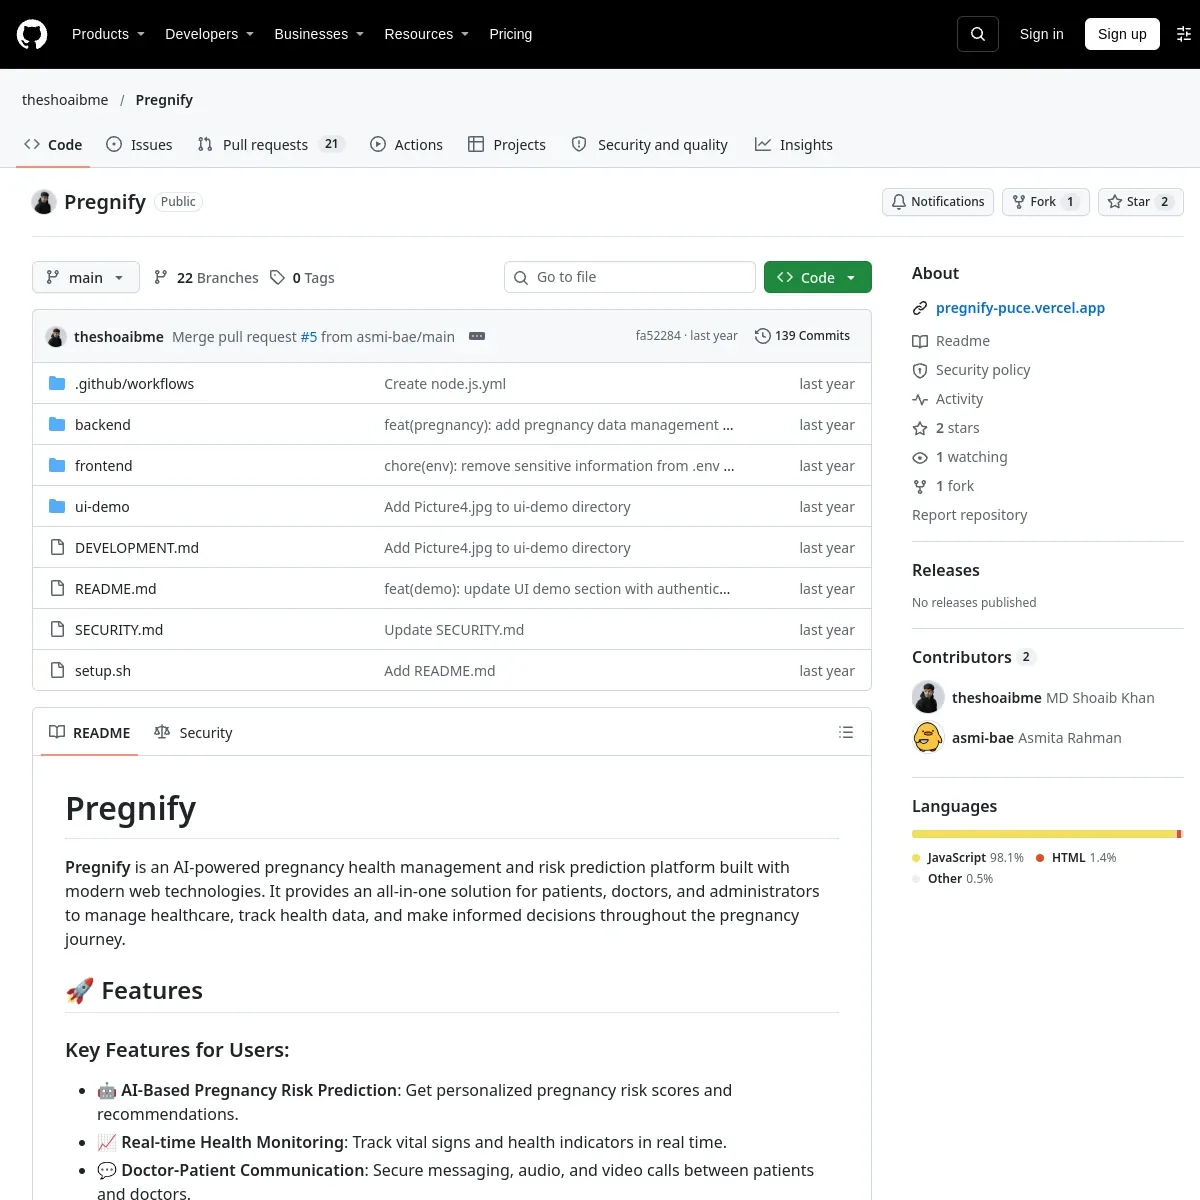 Products Developers Businesses Resources Pricing Sign in Sign up
theshoaibme / Pregnify
Code Issues Pull requests 21 Actions Projects Security and quality Insights
Pregnify Public Notifications Fork 1 Star 2
main 22 Branches 0 Tags Go to file Code
theshoaibme Merge pull request #5 from asmi-bae/main fa52284 · last year 139 Commits
.github/workflows Create node.js.yml last year
backend feat(pregnancy): add pregnancy data management ... last year
frontend chore(env): remove sensitive information from .env ... last year
ui-demo Add Picture4.jpg to ui-demo directory last year
DEVELOPMENT.md Add Picture4.jpg to ui-demo directory last year
README.md feat(demo): update UI demo section with authentic... last year
SECURITY.md Update SECURITY.md last year
setup.sh Add README.md last year
README Security
Pregnify
Pregnify is an AI-powered pregnancy health management and risk prediction platform built with
modern web technologies. It provides an all-in-one solution for patients, doctors, and administrators
to manage healthcare, track health data, and make informed decisions throughout the pregnancy
journey.
🚀 Features
Key Features for Users:
• 🤖 AI-Based Pregnancy Risk Prediction: Get personalized pregnancy risk scores and
recommendations.
• 📈 Real-time Health Monitoring: Track vital signs and health indicators in real time.
• 💬 Doctor-Patient Communication: Secure messaging, audio, and video calls between patients
and doctors.
About
pregnify-puce.vercel.app
Readme
Security policy
Activity
2 stars
1 watching
1 fork
Report repository
Releases
No releases published
Contributors 2
theshoaibme MD Shoaib Khan
asmi-bae Asmita Rahman
Languages
JavaScript 98.1% HTML 1.4%
Other 0.5%